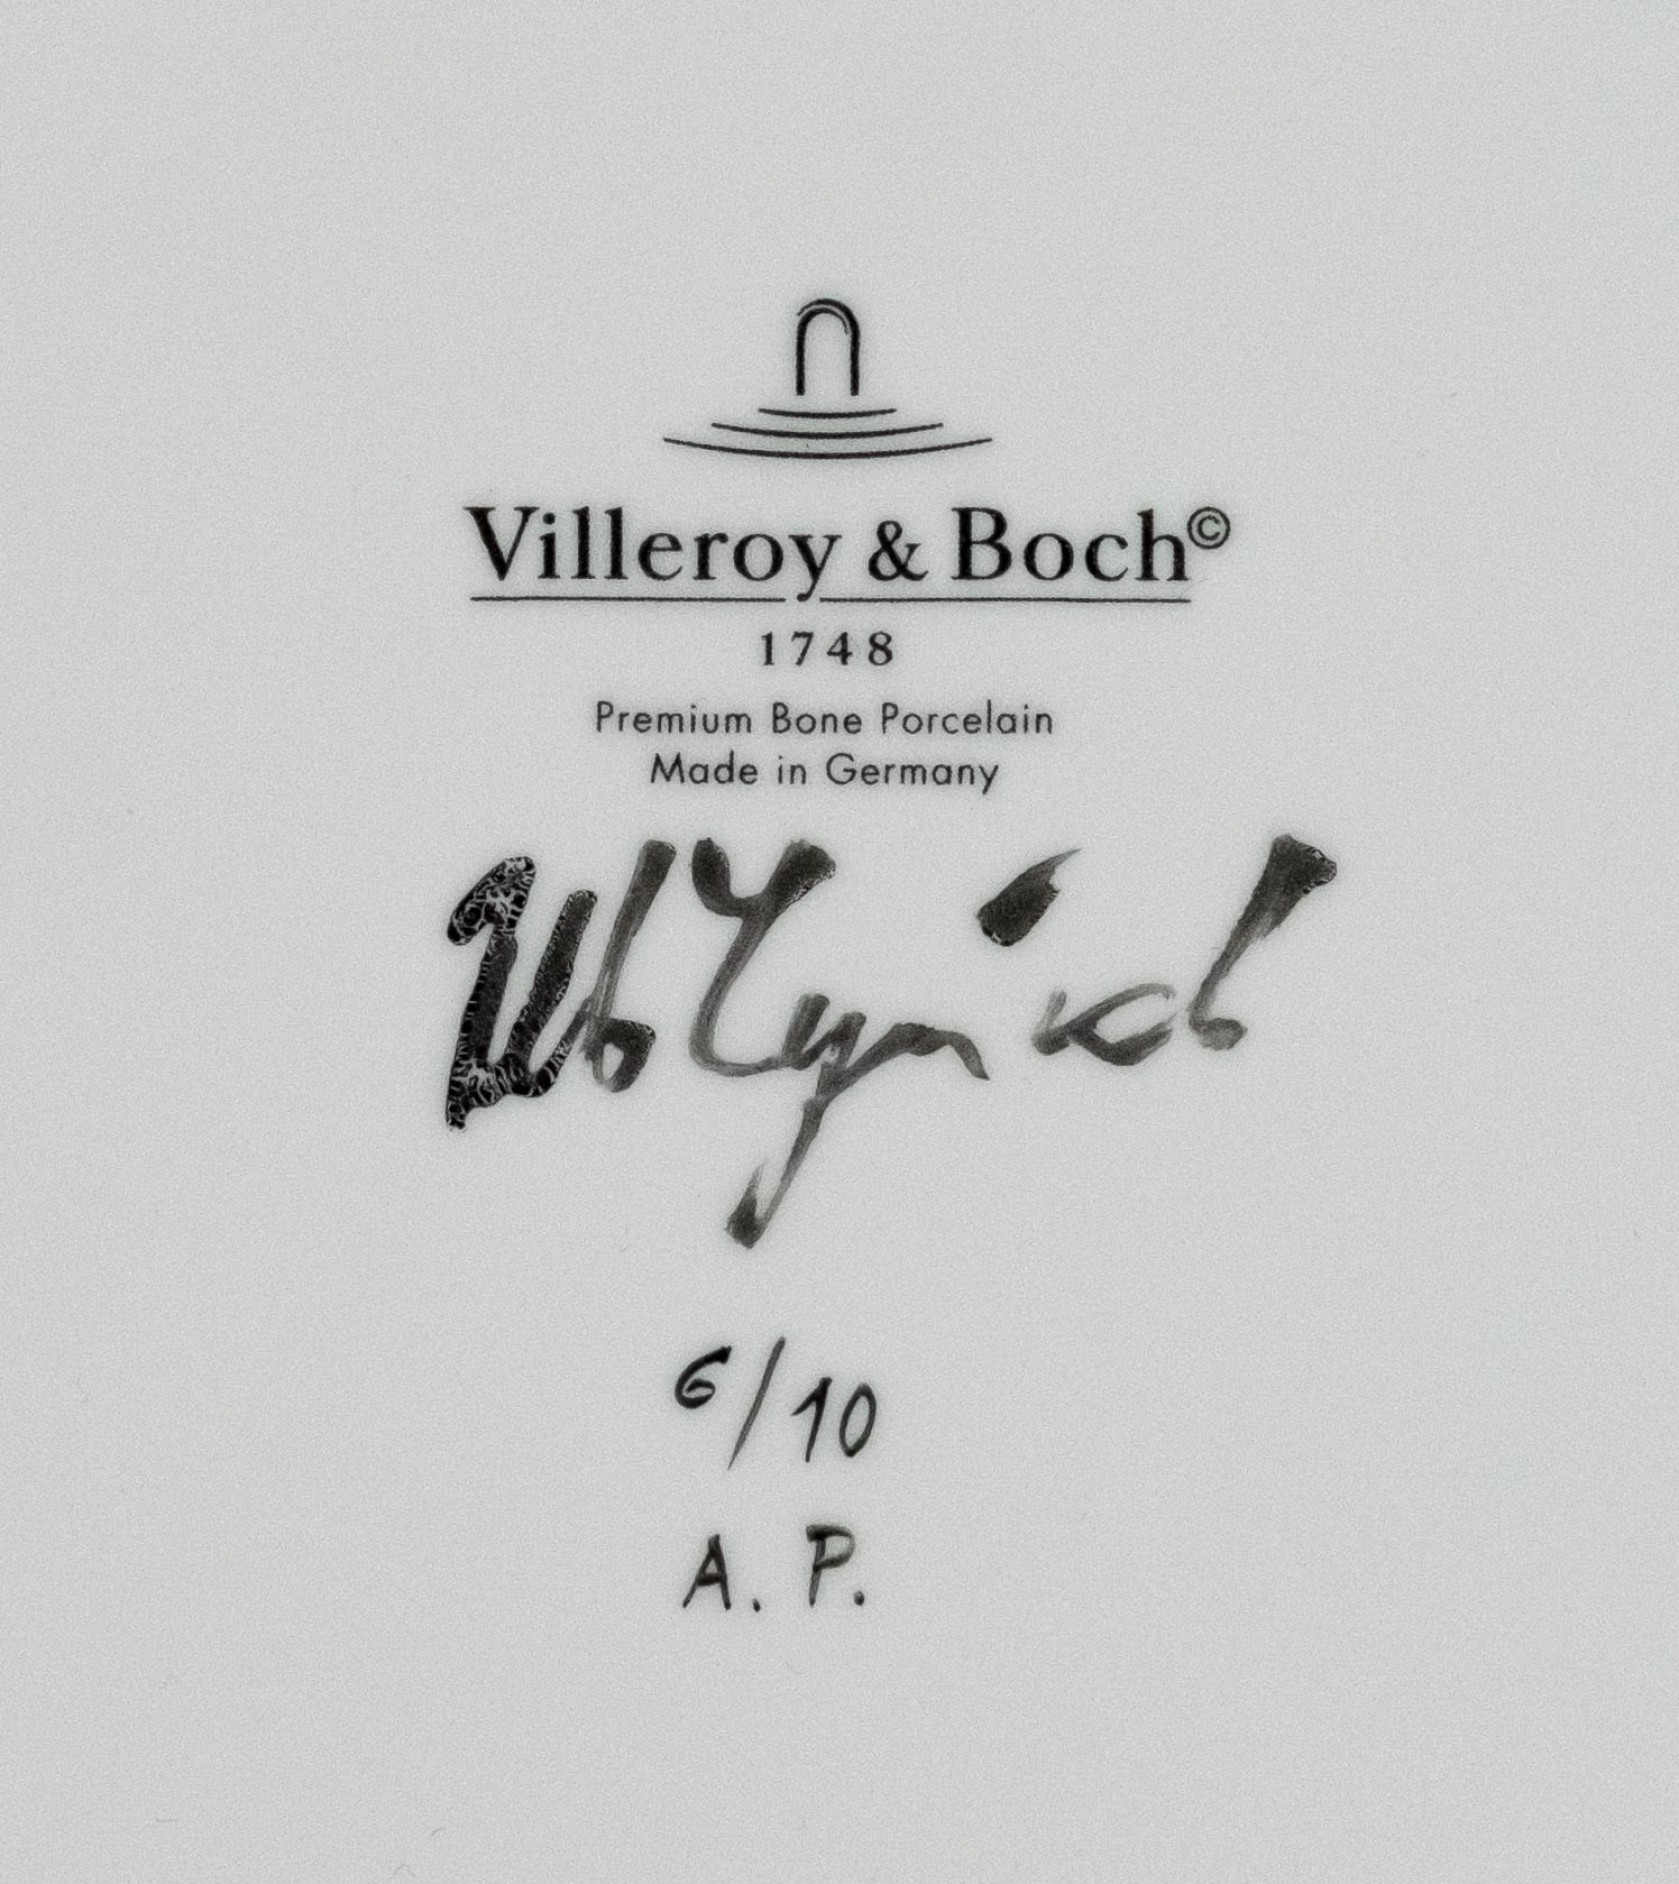 Villeroy & Boch©
1748
Premium Bone Porcelain
Made in Germany
6/10
A. P.